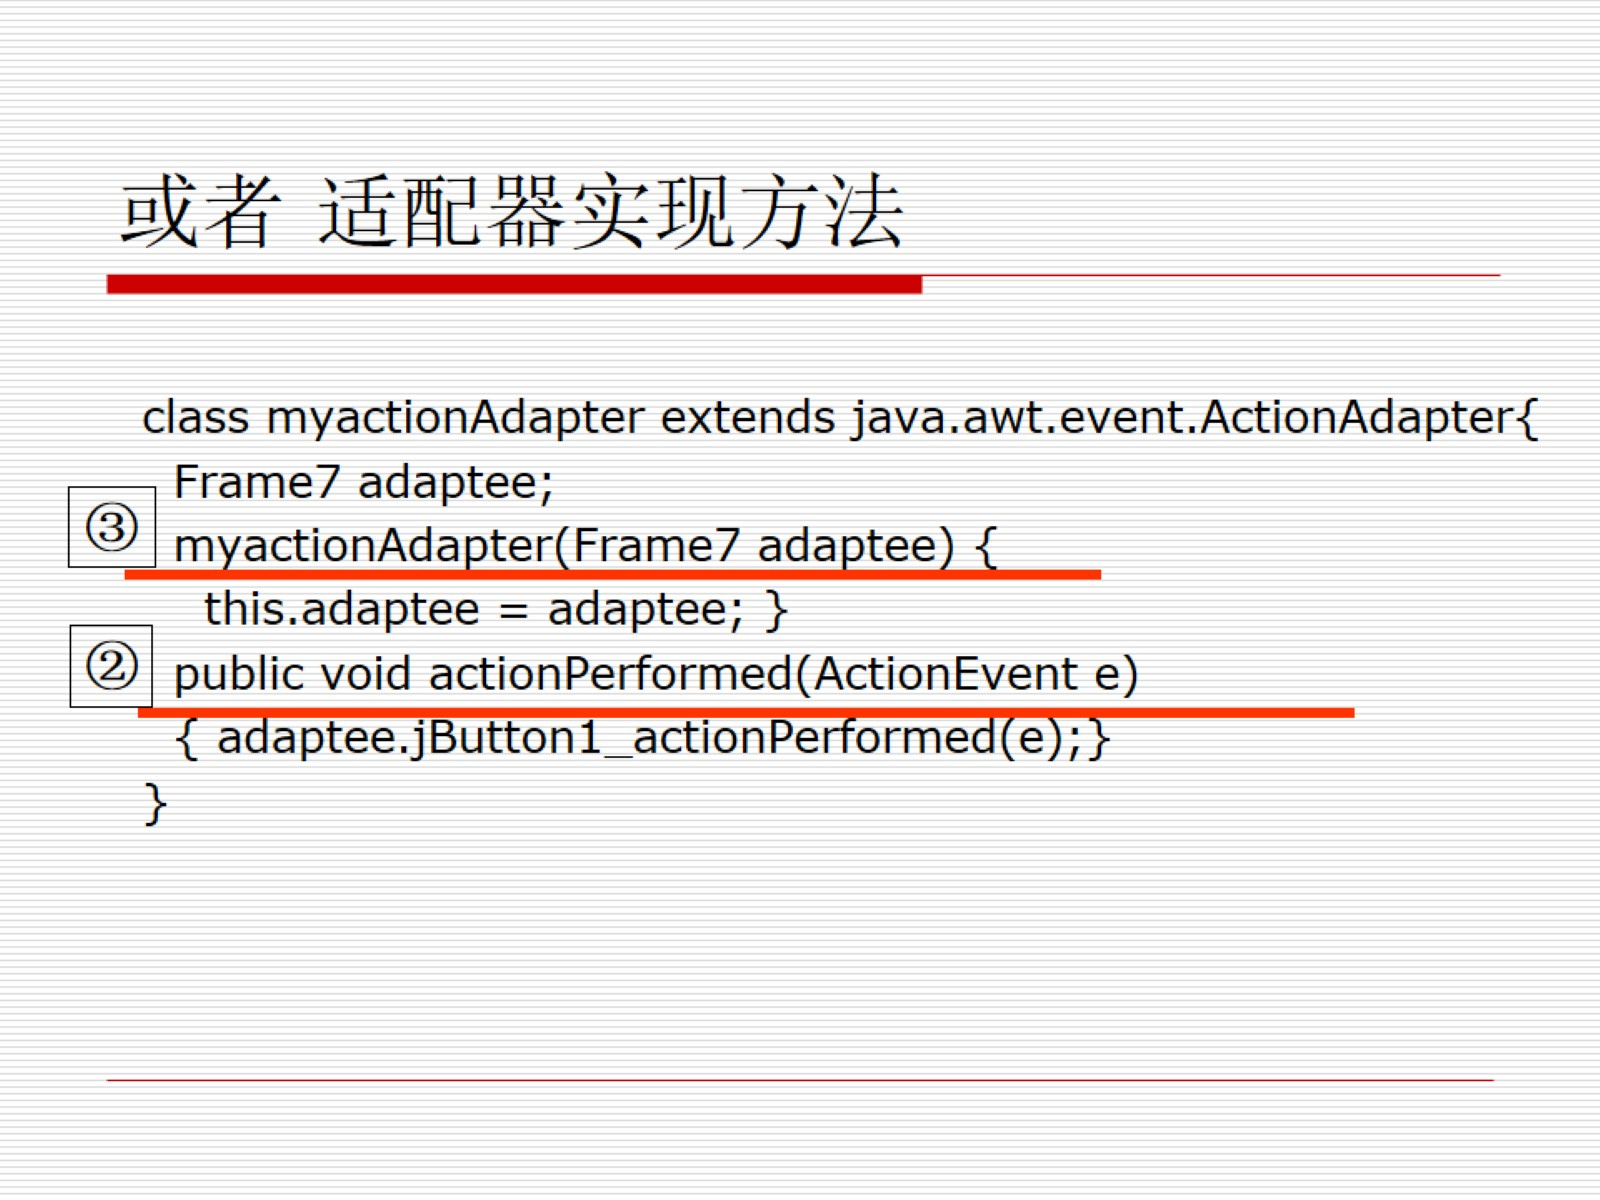 或者 适配器实现方法
class myactionAdapter extends java.awt.event.ActionAdapter{
Frame7 adaptee;
③
myactionAdapter(Frame7 adaptee) {
this.adaptee = adaptee; }
②
public void actionPerformed(ActionEvent e)
{ adaptee.jButton1_actionPerformed(e);}
}